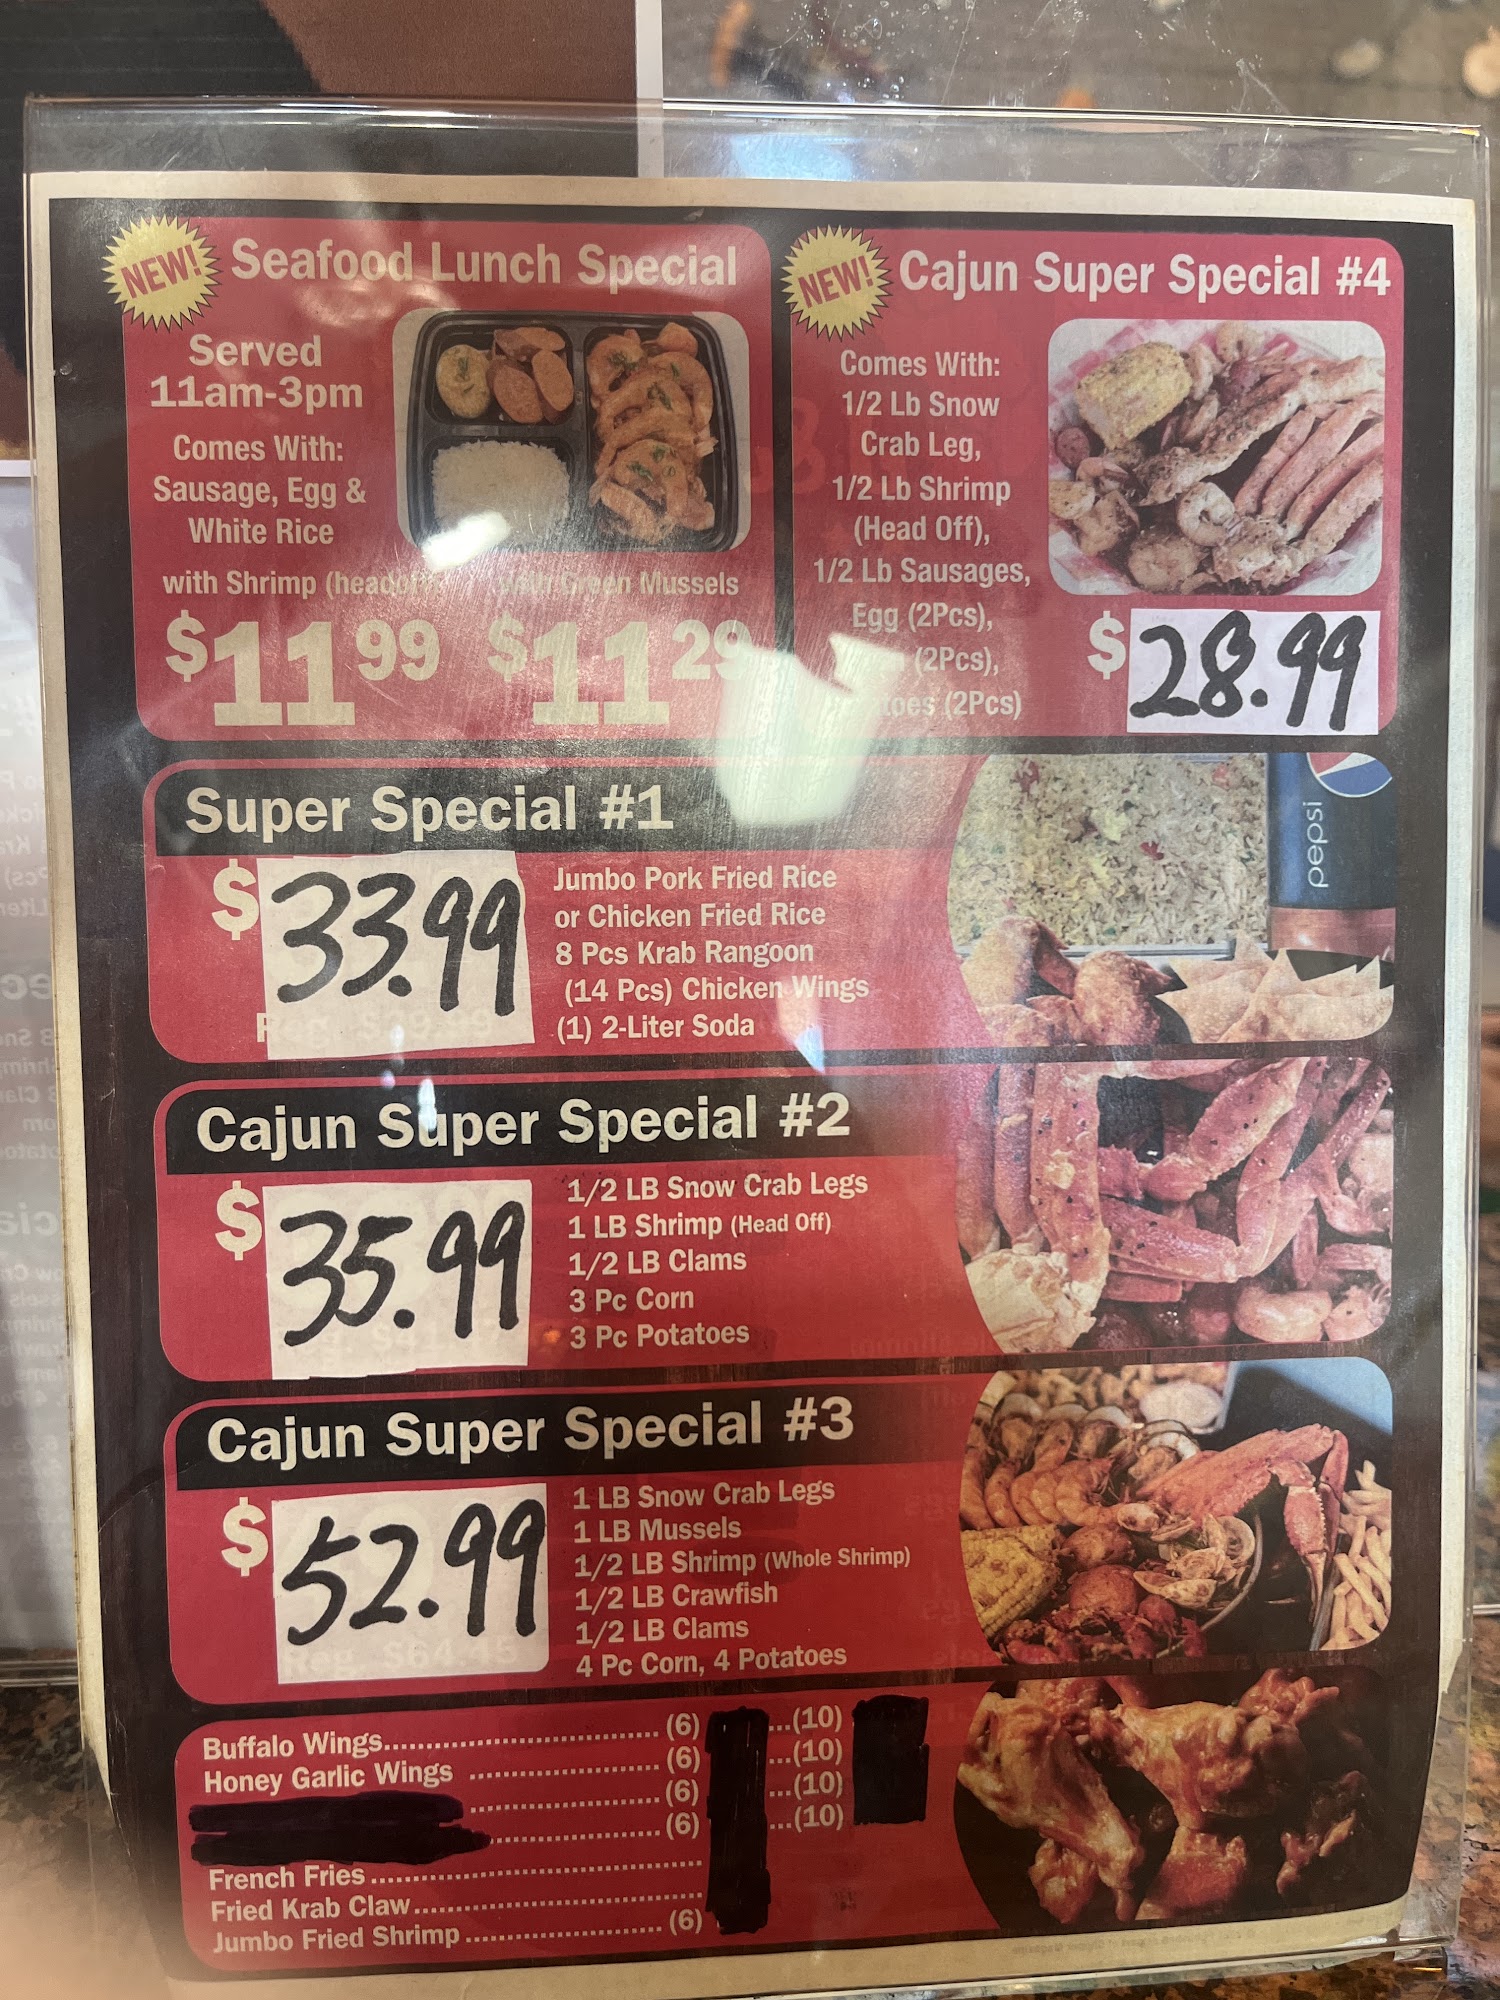 NEW! Seafood Lunch Special
Served
11am-3pm
Comes With:
Sausage, Egg &
White Rice
with Shrimp
Green Mussels
$11.99
$11.29
NEW! Cajun Super Special #4
Comes With:
1/2 Lb Snow
Crab Leg,
1/2 Lb Shrimp
(Head Off),
1/2 Lb Sausages,
Egg (2Pcs),
(2Pcs),
(2Pcs)
$28.99
Super Special #1
$33.99
Jumbo Pork Fried Rice
or Chicken Fried Rice
8 Pcs Krab Rangoon
(14 Pcs) Chicken Wings
(1) 2-Liter Soda
pepsi
Cajun Super Special #2
$35.99
1/2 LB Snow Crab Legs
1 LB Shrimp (Head Off)
1/2 LB Clams
3 Pc Corn
3 Pc Potatoes
Cajun Super Special #3
$52.99
1 LB Snow Crab Legs
1 LB Mussels
1/2 LB Shrimp (Whole Shrimp)
1/2 LB Crawfish
1/2 LB Clams
4 Pc Corn, 4 Potatoes
Buffalo Wings (6) ...(10)
Honey Garlic Wings (6) ...(10)
(6) ...(10)
(6) ...(10)
French Fries
Fried Krab Claw
Jumbo Fried Shrimp (6)